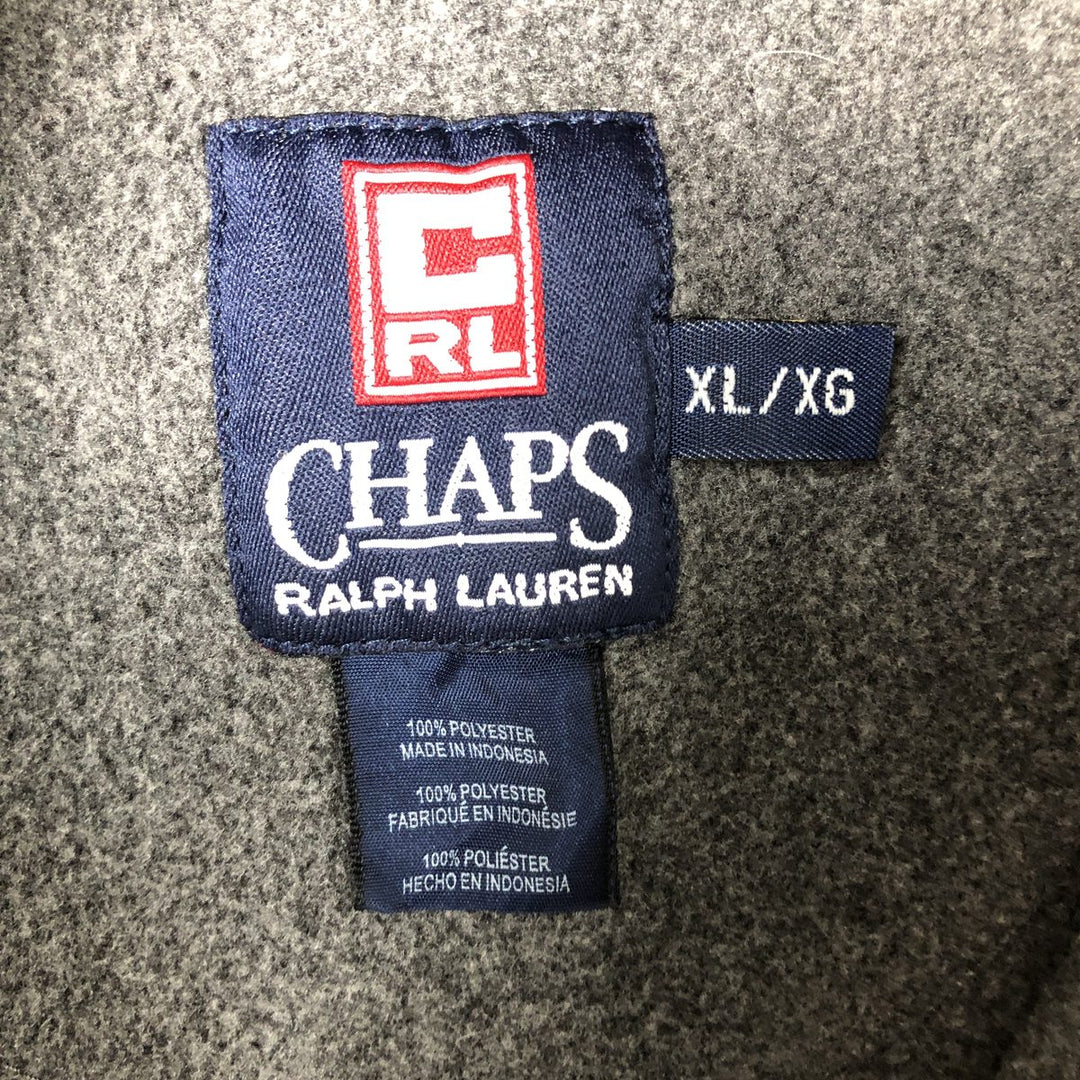 C
RL
CHAPS
RALPH LAUREN
XL/XG
100% POLYESTER
MADE IN INDONESIA
100% POLYESTER
FABRIQUÉ EN INDONÉSIE
100% POLIÉSTER
HECHO EN INDONESIA